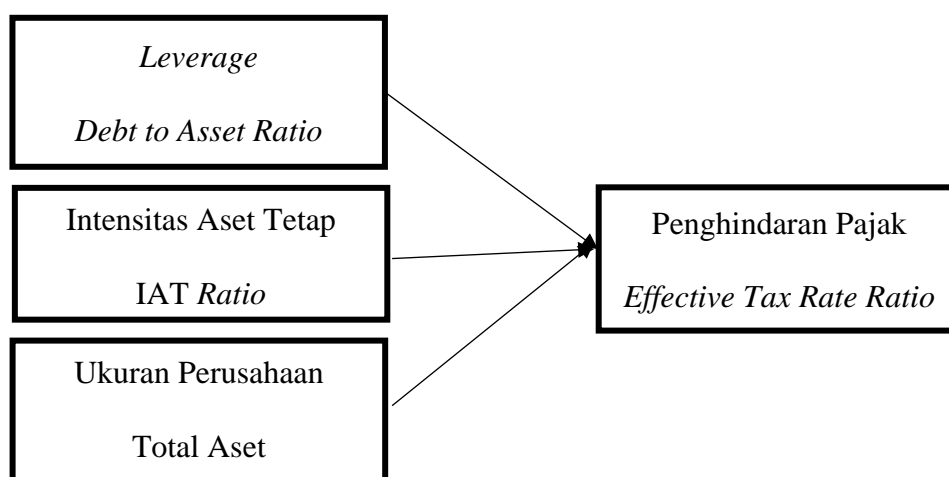 Leverage
Debt to Asset Ratio
Intensitas Aset Tetap
IAT Ratio
Ukuran Perusahaan
Total Aset
Penghindaran Pajak
Effective Tax Rate Ratio